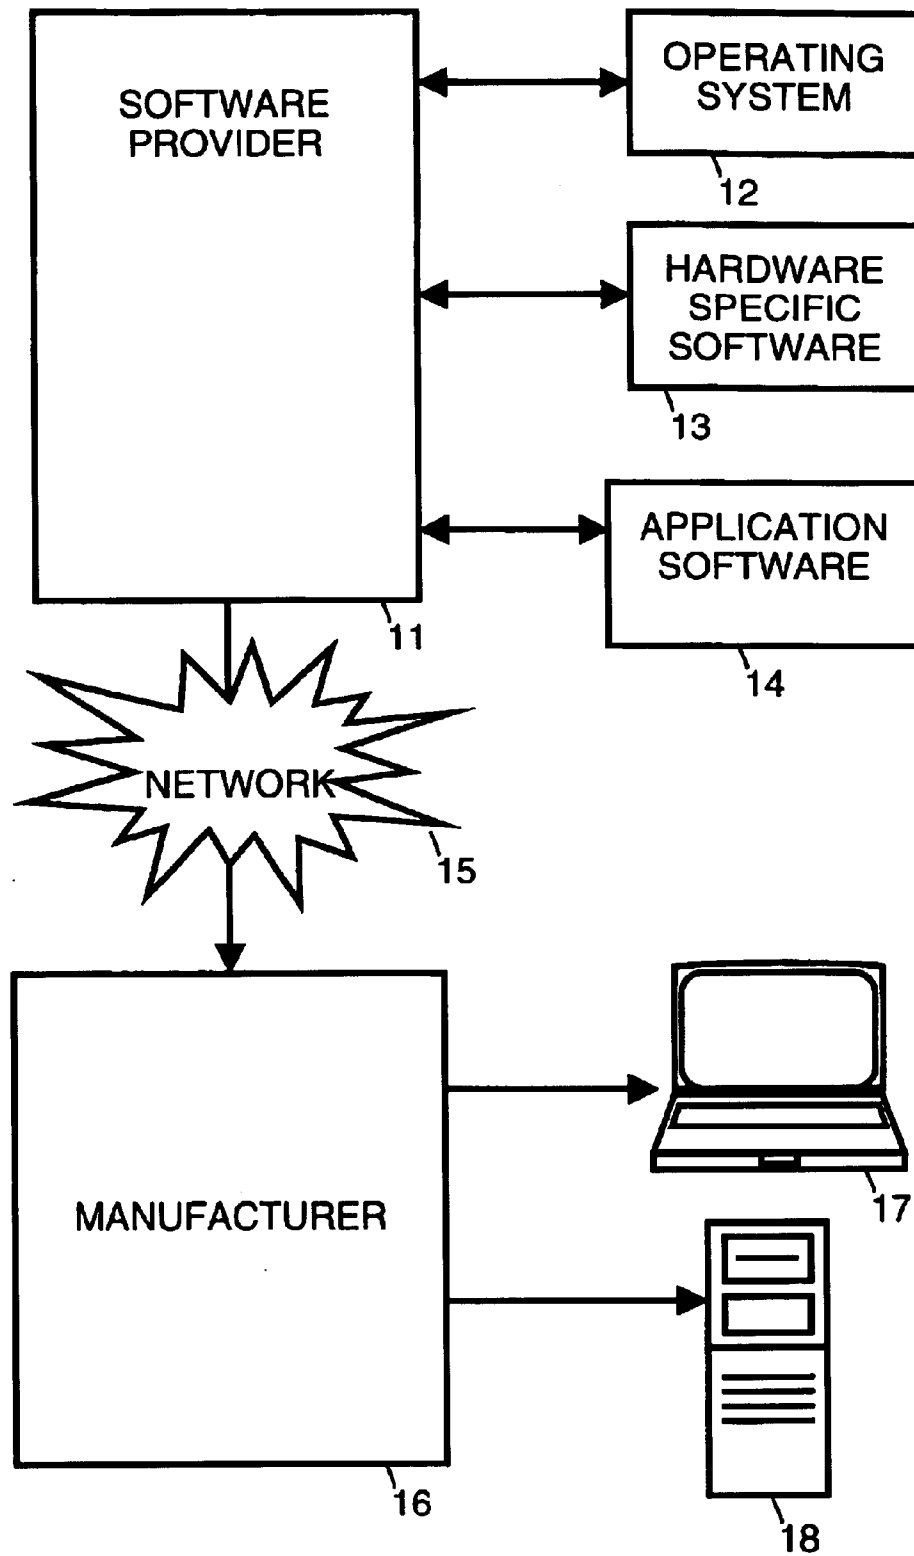 SOFTWARE
PROVIDER
11
OPERATING
SYSTEM
12
HARDWARE
SPECIFIC
SOFTWARE
13
APPLICATION
SOFTWARE
14
NETWORK
15
MANUFACTURER
16
17
18